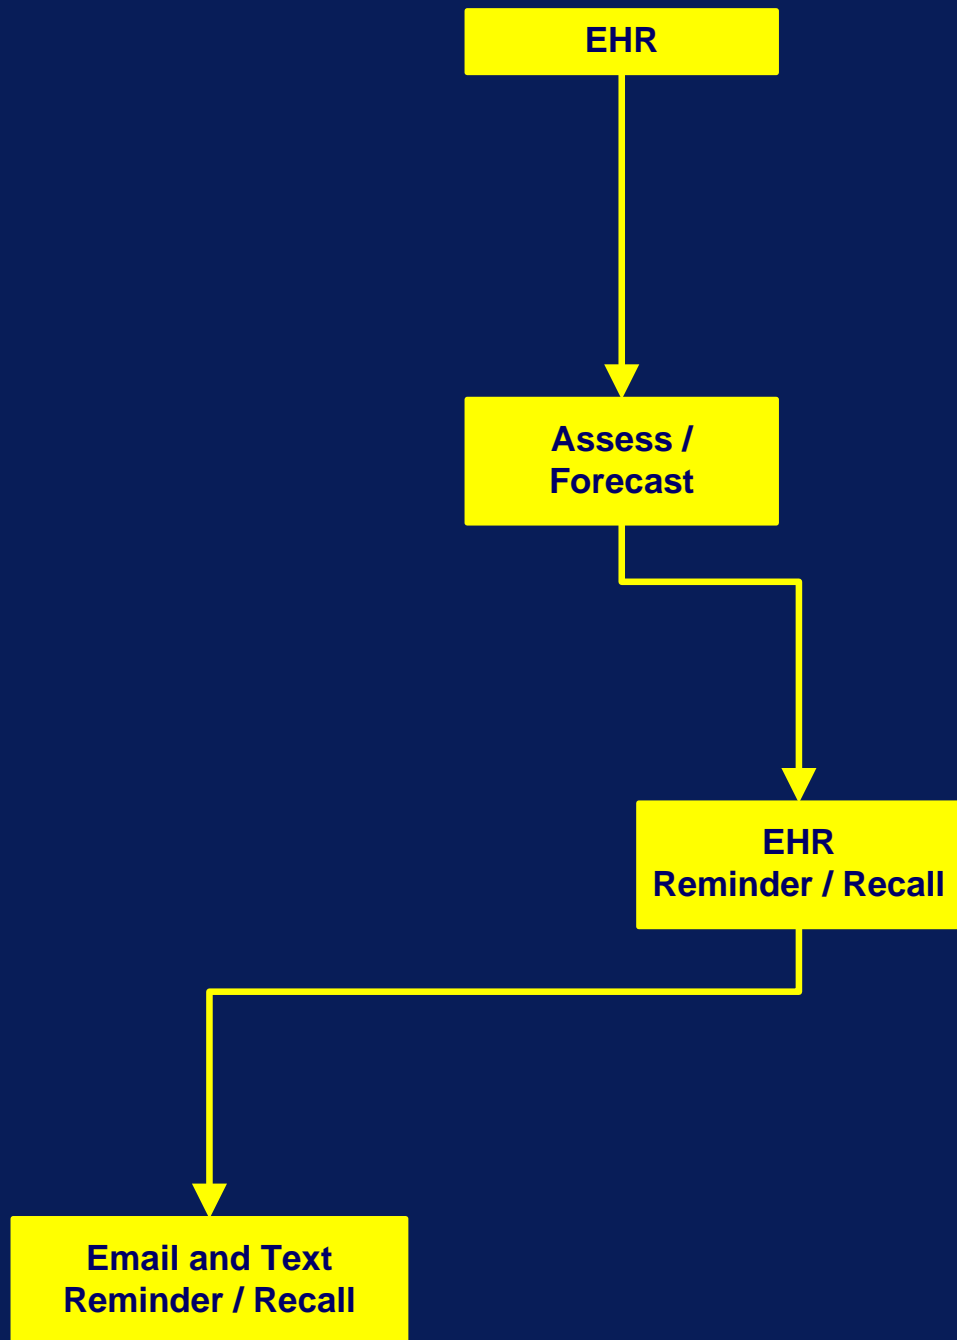 EHR
Assess /
Forecast
EHR
Reminder / Recall
Email and Text
Reminder / Recall